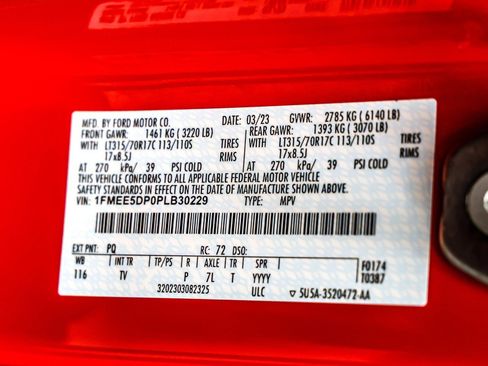 MFD. BY FORD MOTOR CO. DATE: 03/23 GVWR: 2785 KG ( 6140 LB)
FRONT GAWR: 1461 KG ( 3220 LB) REAR GAWR: 1393 KG ( 3070 LB)
WITH LT315/70R17C 113/110S TIRES WITH LT315/70R17C 113/110S TIRES
17x8.5J RIMS 17x8.5J RIMS
AT 270 kPa/ 39 PSI COLD AT 270 kPa/ 39 PSI COLD
THIS VEHICLE CONFORMS TO ALL APPLICABLE FEDERAL MOTOR VEHICLE
SAFETY STANDARDS IN EFFECT ON THE DATE OF MANUFACTURE SHOWN ABOVE.
VIN: 1FMEE5DP0PLB30229 TYPE: MPV
EXT PNT: PQ RC: 72 DSO: F0174
WB INT TR TP/PS R AXLE TR SPR T0387
116 TV P 7L T YYYY
3202303082325 ULC ▽ 5U5A-3520472-AA